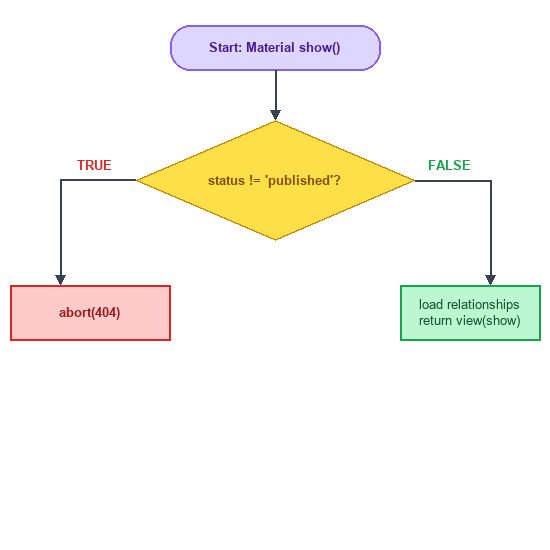 Start: Material show()
TRUE
FALSE
status != 'published'?
abort(404)
load relationships
return view(show)